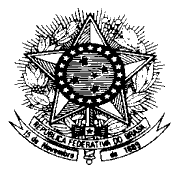 REPÚBLICA FEDERATIVA DO BRASIL
15 de Novembro de 1889